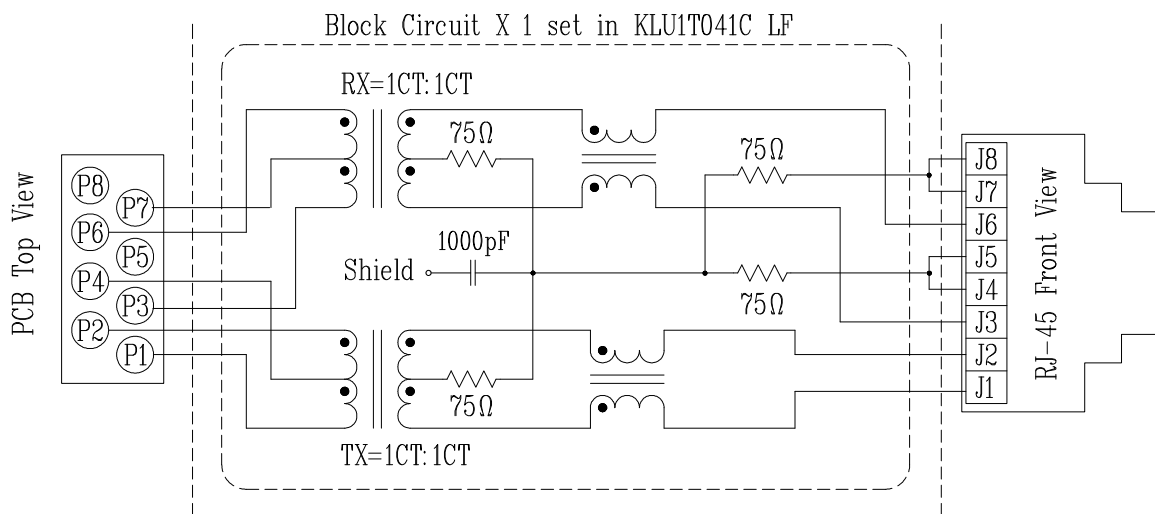 Block Circuit X 1 set in KLU1T041C LF
RX=1CT:1CT
75Ω
75Ω
PCB Top View
P8
P7
P6
P5
P4
P3
P2
P1
1000pF
Shield
75Ω
75Ω
TX=1CT:1CT
J8
J7
J6
J5
J4
J3
J2
J1
RJ-45 Front View